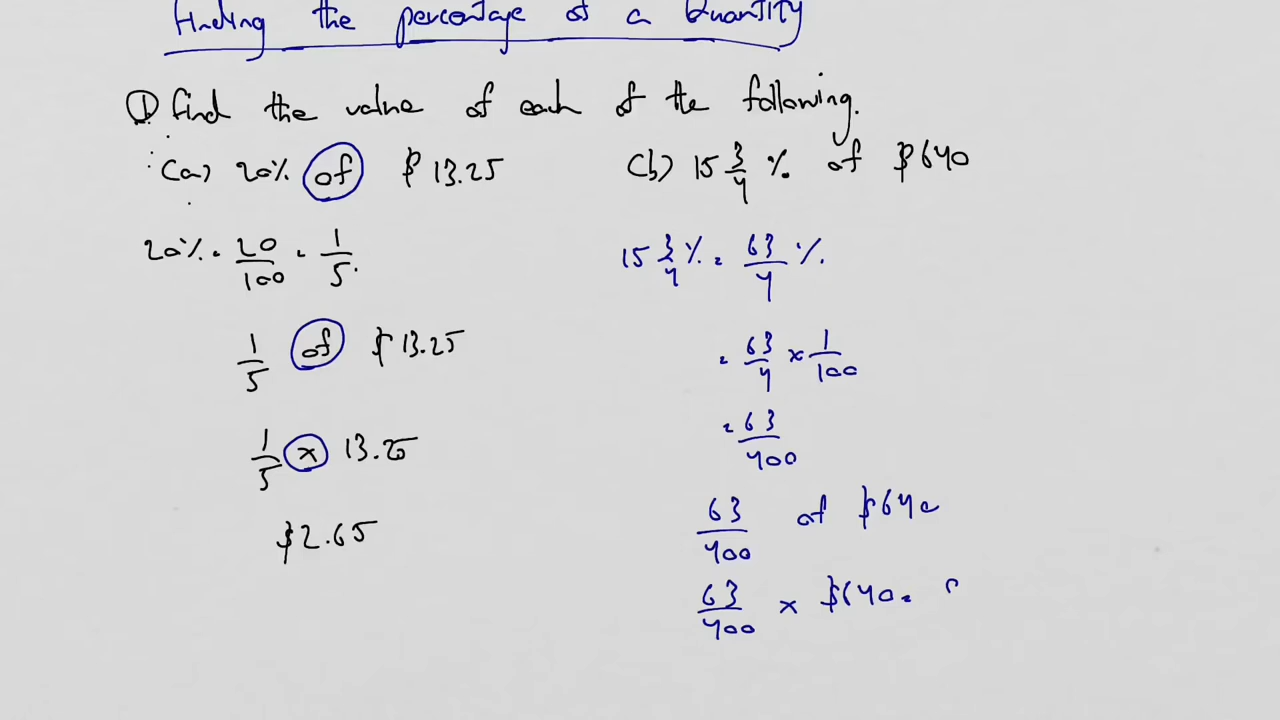 Finding the percentage of a Quantity
① Find the value of each of the following.
(a) 20% of $13.25
20% = 20/100 = 1/5
1/5 of $13.25
1/5 × 13.25
$2.65
(b) 15 3/4 % of $640
15 3/4 % = 63/4 %
= 63/4 × 1/100
= 63/400
63/400 of $640
63/400 × $640 =